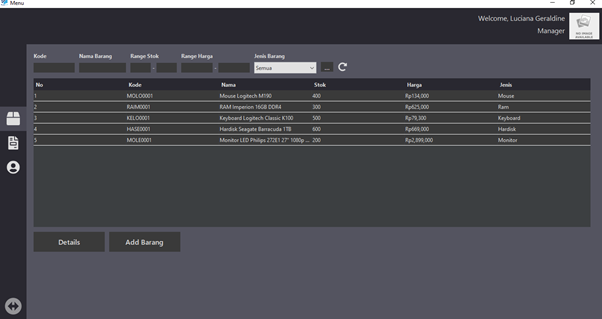 Menu
Welcome, Luciana Geraldine
Manager
NO IMAGE AVAILABLE
Kode Nama Barang Range Stok Range Harga Jenis Barang
- - Semua ...
No Kode Nama Stok Harga Jenis
1 MOLO0001 Mouse Logitech M190 400 Rp134,000 Mouse
2 RAIM0001 RAM Imperion 16GB DDR4 300 Rp625,000 Ram
3 KELO0001 Keyboard Logitech Classic K100 500 Rp79,300 Keyboard
4 HASE0001 Hardisk Seagate Barracuda 1TB 600 Rp669,000 Hardisk
5 MOLE0001 Monitor LED Philips 272E1 27" 1080p ... 200 Rp2,899,000 Monitor
Details Add Barang